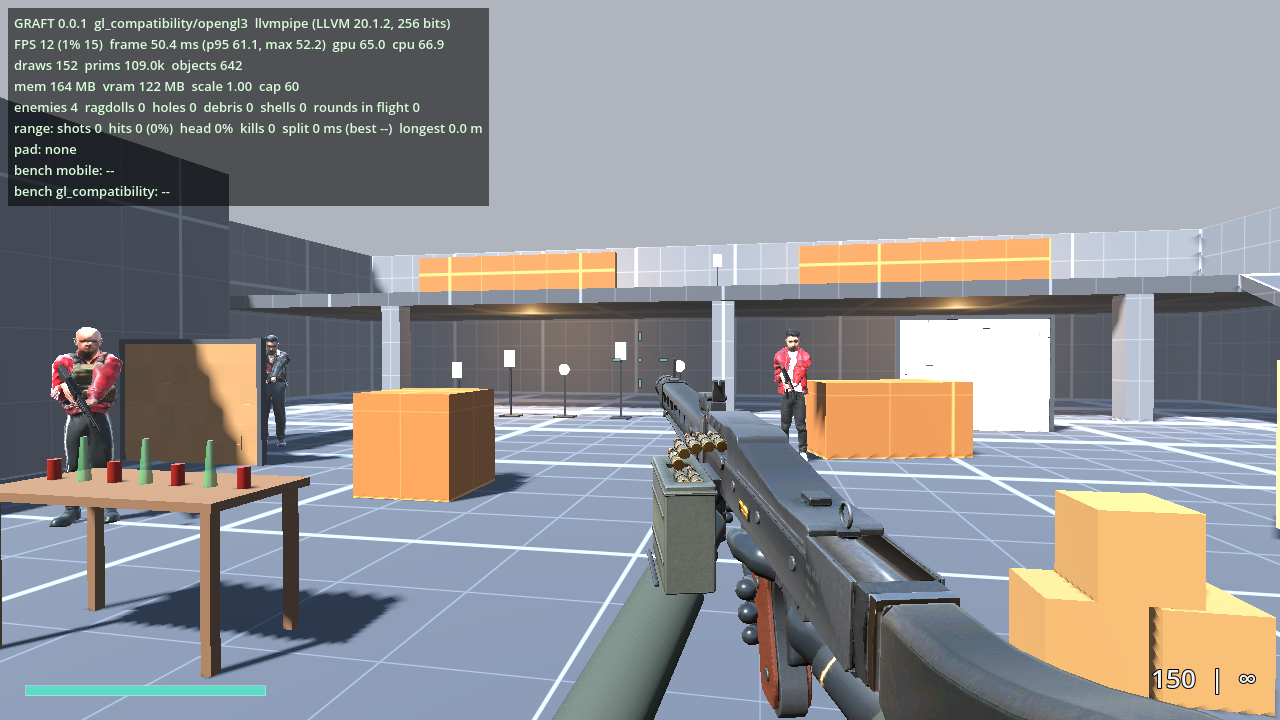 GRAFT 0.0.1 gl_compatibility/opengl3 llvmpipe (LLVM 20.1.2, 256 bits)
FPS 12 (1% 15) frame 50.4 ms (p95 61.1, max 52.2) gpu 65.0 cpu 66.9
draws 152 prims 109.0k objects 642
mem 164 MB vram 122 MB scale 1.00 cap 60
enemies 4 ragdolls 0 holes 0 debris 0 shells 0 rounds in flight 0
range: shots 0 hits 0 (0%) head 0% kills 0 split 0 ms (best --) longest 0.0 m
pad: none
bench mobile: --
bench gl_compatibility: --
150 | ∞